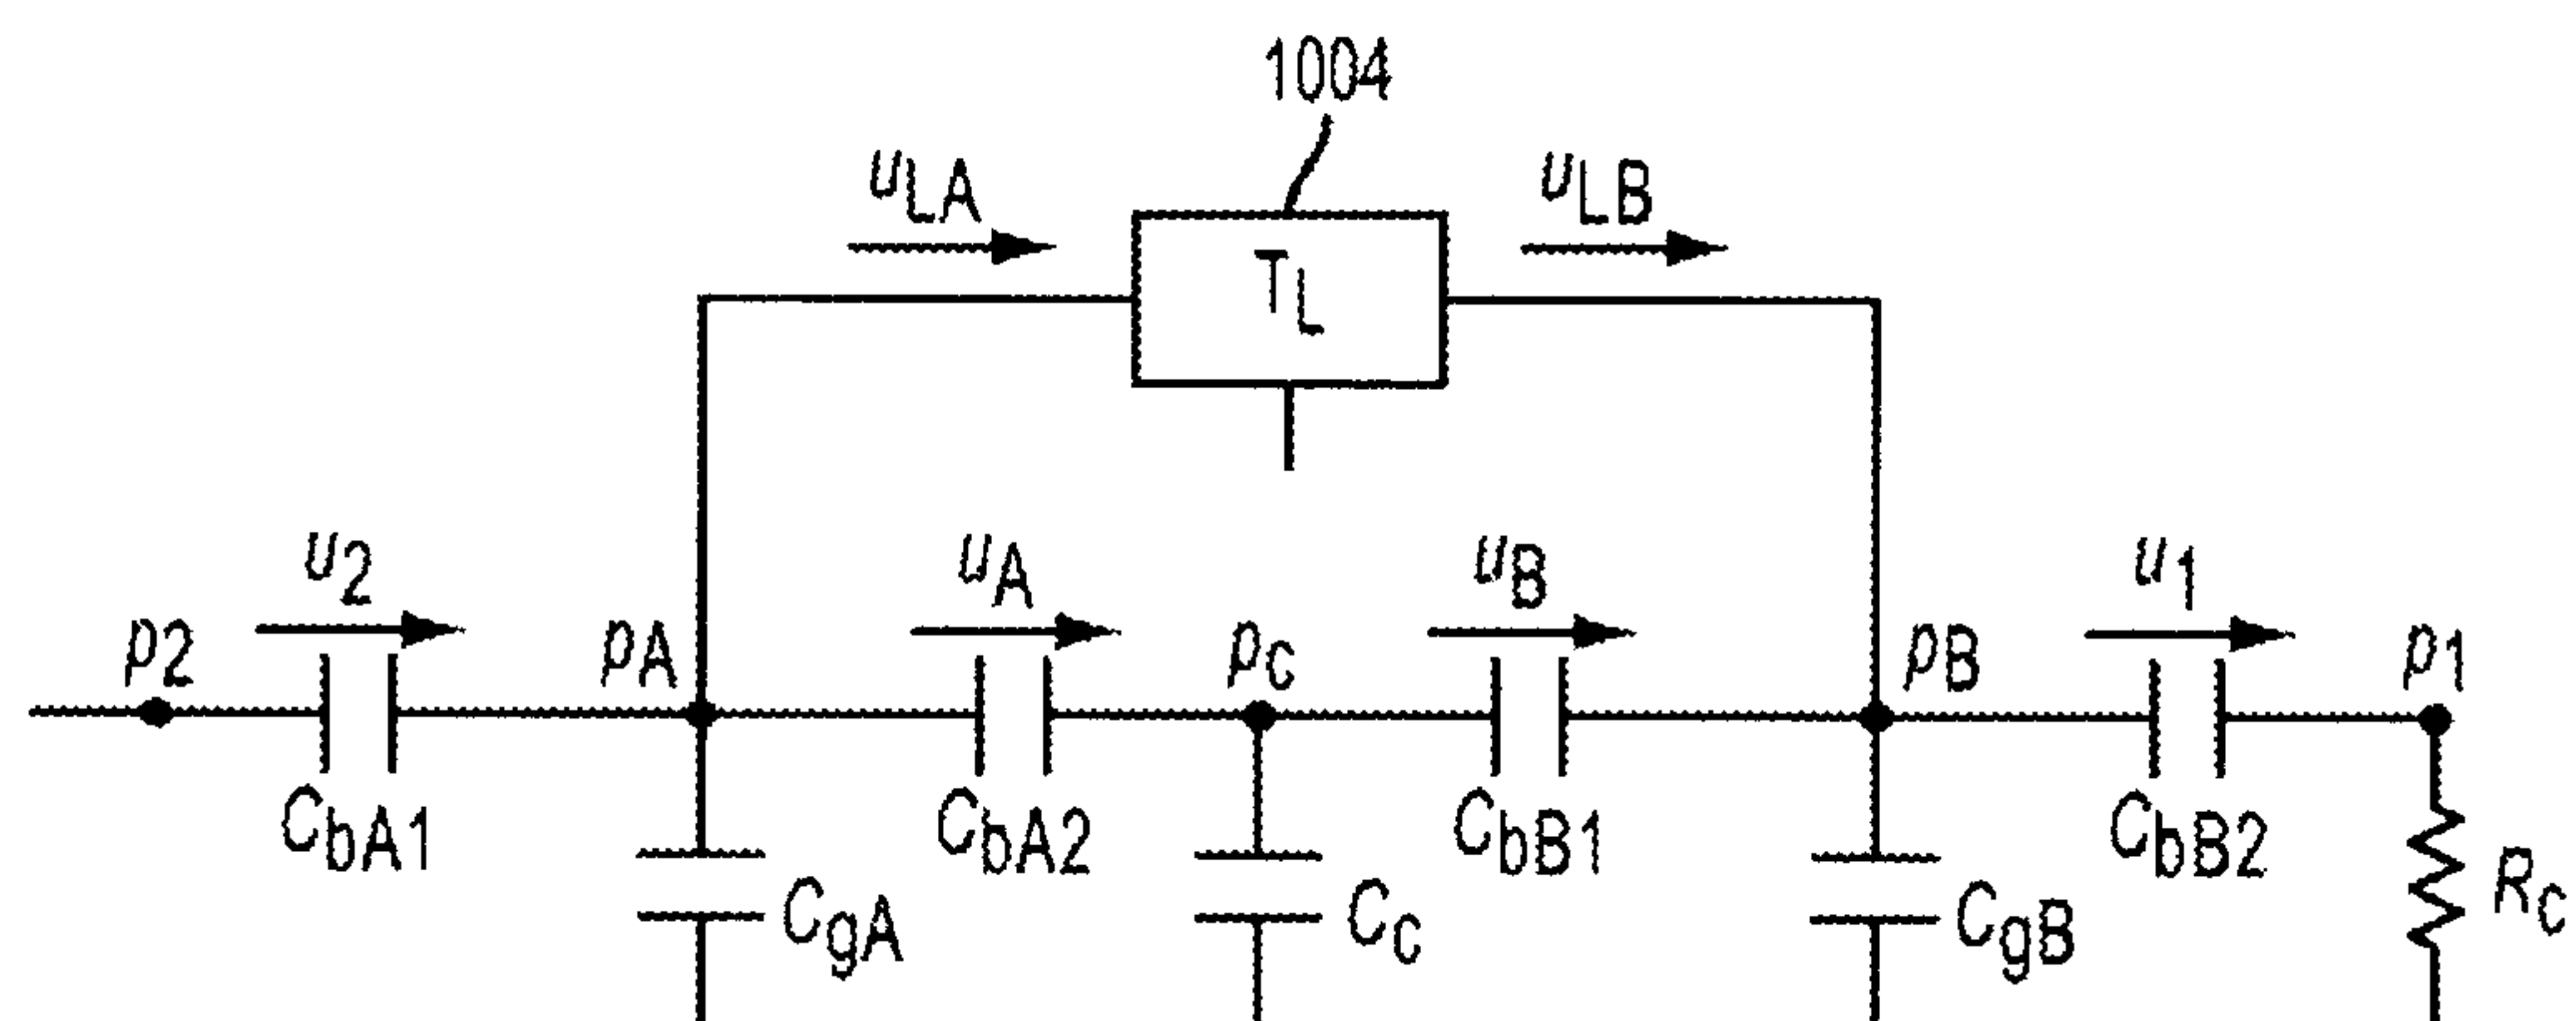 1004
uLA
uLB
TL
u2
uA
uB
u1
p2
pA
pC
pB
p1
CbA1
CbA2
CbB1
CbB2
CgA
Cc
CgB
Rc